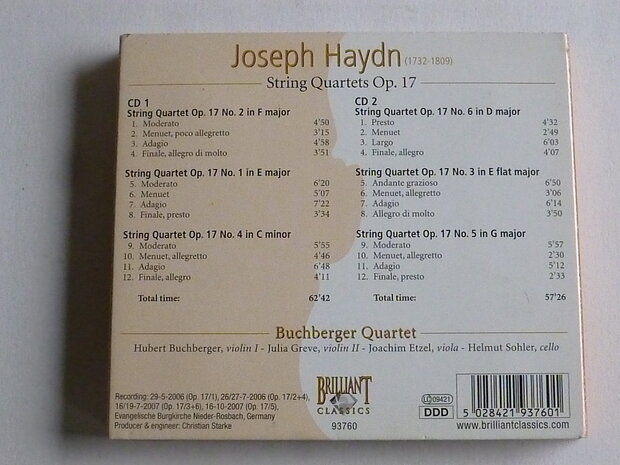 Joseph Haydn (1732-1809)
String Quartets Op. 17
CD 1
String Quartet Op. 17 No. 2 in F major
1. Moderato 4'50
2. Menuet, poco allegretto 3'15
3. Adagio 4'58
4. Finale, allegro di molto 3'51
String Quartet Op. 17 No. 1 in E major
5. Moderato 6'20
6. Menuet 5'07
7. Adagio 7'22
8. Finale, presto 3'34
String Quartet Op. 17 No. 4 in C minor
9. Moderato 5'55
10. Menuet, allegretto 4'46
11. Adagio 6'48
12. Finale, allegro 4'11
Total time: 62'42
CD 2
String Quartet Op. 17 No. 6 in D major
1. Presto 4'32
2. Menuet 2'49
3. Largo 6'03
4. Finale, allegro 4'07
String Quartet Op. 17 No. 3 in E flat major
5. Andante grazioso 6'50
6. Menuet, allegretto 3'06
7. Adagio 6'14
8. Allegro di molto 3'50
String Quartet Op. 17 No. 5 in G major
9. Moderato 5'57
10. Menuet, allegretto 2'30
11. Adagio 5'12
12. Finale, presto 2'33
Total time: 57'26
Buchberger Quartet
Hubert Buchberger, violin I - Julia Greve, violin II - Joachim Etzel, viola - Helmut Sohler, cello
Recording: 29-5-2006 (Op. 17/1), 26/27-7-2006 (Op. 17/2+4),
16/19-7-2007 (Op. 17/3+6), 16-10-2007 (Op. 17/5),
Evangelische Burgkirche Nieder-Rosbach, Germany
Producer & engineer: Christian Starke
BRILLIANT
CLASSICS
93760
LC 09421
DDD
5 028421 937601
www.brilliantclassics.com